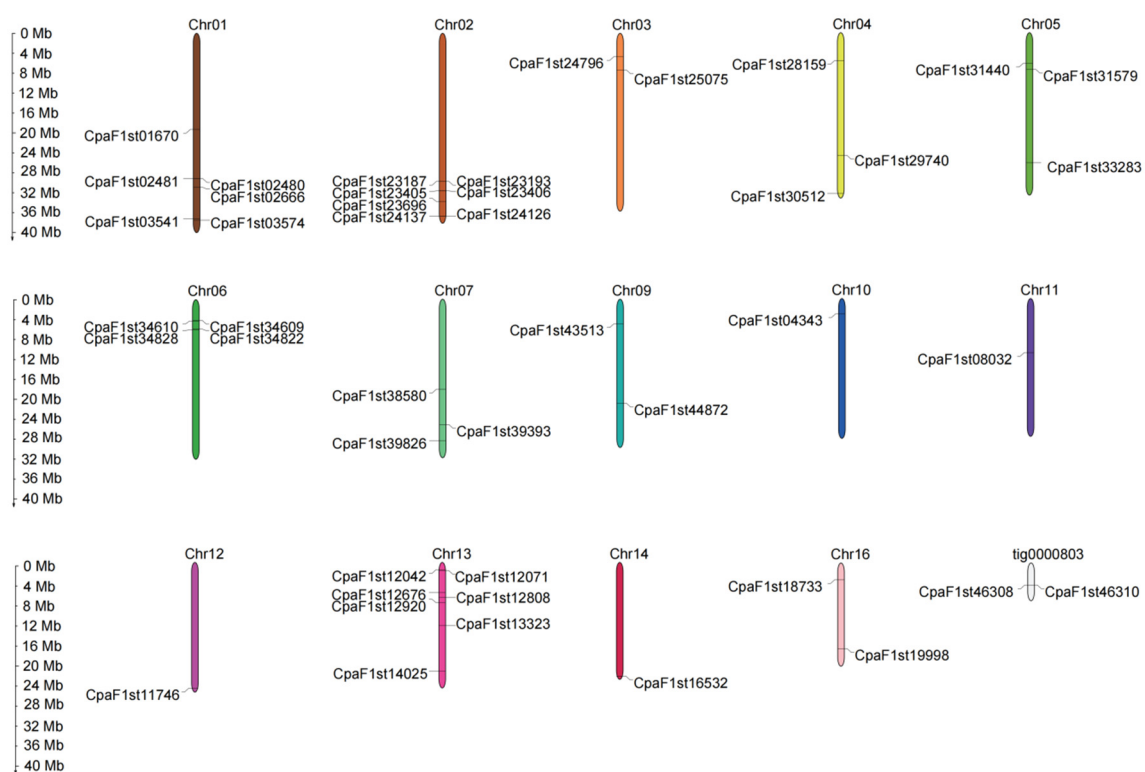 Chr01 Chr02 Chr03 Chr04 Chr05
0 Mb
4 Mb
8 Mb
12 Mb
16 Mb
20 Mb
24 Mb
28 Mb
32 Mb
36 Mb
40 Mb
CpaF1st01670
CpaF1st02481 CpaF1st02480
CpaF1st02666
CpaF1st03541 CpaF1st03574
CpaF1st23187 CpaF1st23193
CpaF1st23405 CpaF1st23406
CpaF1st23696
CpaF1st24137 CpaF1st24126
CpaF1st24796
CpaF1st25075
CpaF1st28159
CpaF1st29740
CpaF1st30512
CpaF1st31440 CpaF1st31579
CpaF1st33283
Chr06 Chr07 Chr09 Chr10 Chr11
0 Mb
4 Mb
8 Mb
12 Mb
16 Mb
20 Mb
24 Mb
28 Mb
32 Mb
36 Mb
40 Mb
CpaF1st34610 CpaF1st34609
CpaF1st34828 CpaF1st34822
CpaF1st38580
CpaF1st39393
CpaF1st39826
CpaF1st43513
CpaF1st44872
CpaF1st04343
CpaF1st08032
Chr12 Chr13 Chr14 Chr16 tig0000803
0 Mb
4 Mb
8 Mb
12 Mb
16 Mb
20 Mb
24 Mb
28 Mb
32 Mb
36 Mb
40 Mb
CpaF1st11746
CpaF1st12042 CpaF1st12071
CpaF1st12676 CpaF1st12808
CpaF1st12920
CpaF1st13323
CpaF1st14025
CpaF1st16532
CpaF1st18733
CpaF1st19998
CpaF1st46308 CpaF1st46310